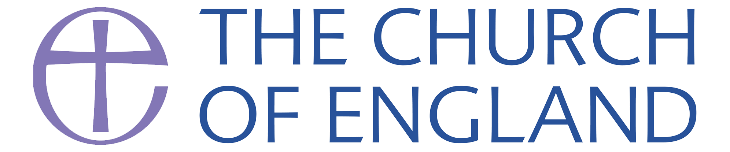 THE CHURCH
OF ENGLAND